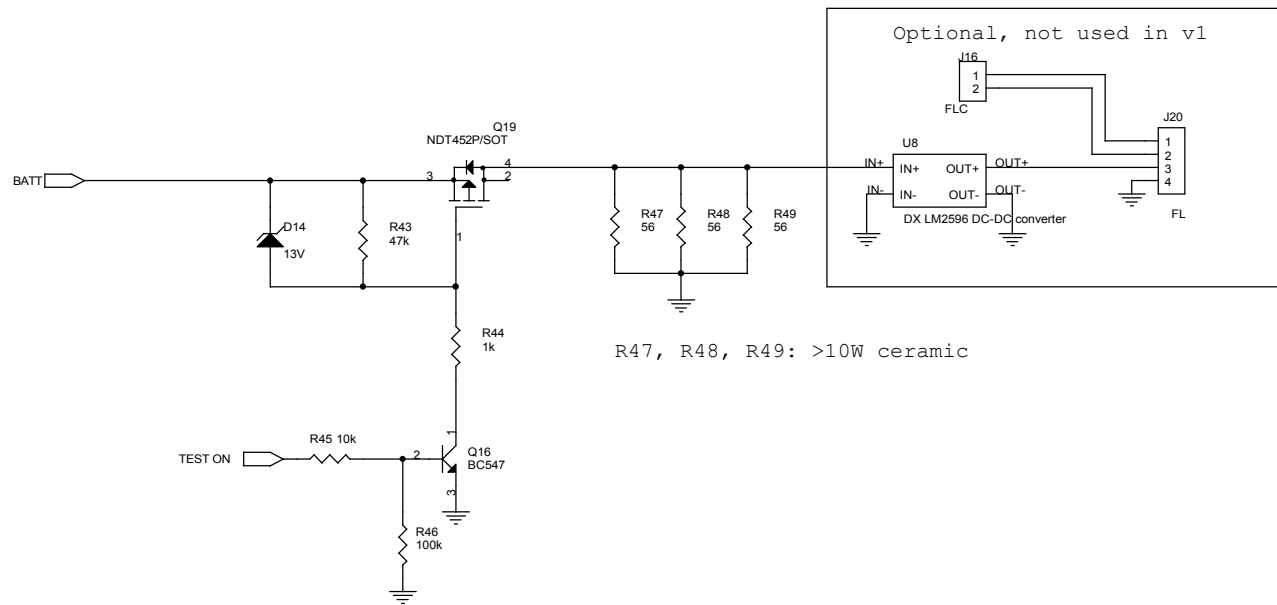 Optional, not used in v1
J16
1
2
FLC
J20
1
2
3
4
FL
Q19
NDT452P/SOT
U8
IN+
IN+
OUT+
OUT+
IN-
IN-
OUT-
OUT-
DX LM2596 DC-DC converter
BATT
3
4
2
1
D14
13V
R43
47k
R47
56
R48
56
R49
56
R44
1k
R47, R48, R49: >10W ceramic
TEST ON
R45 10k
2
1
3
Q16
BC547
R46
100k